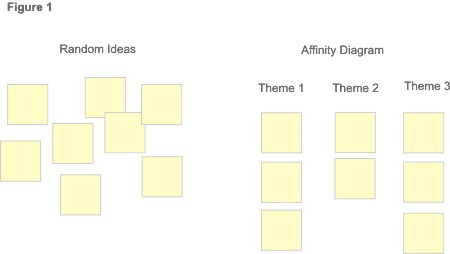 Figure 1
Random Ideas
Affinity Diagram
Theme 1
Theme 2
Theme 3